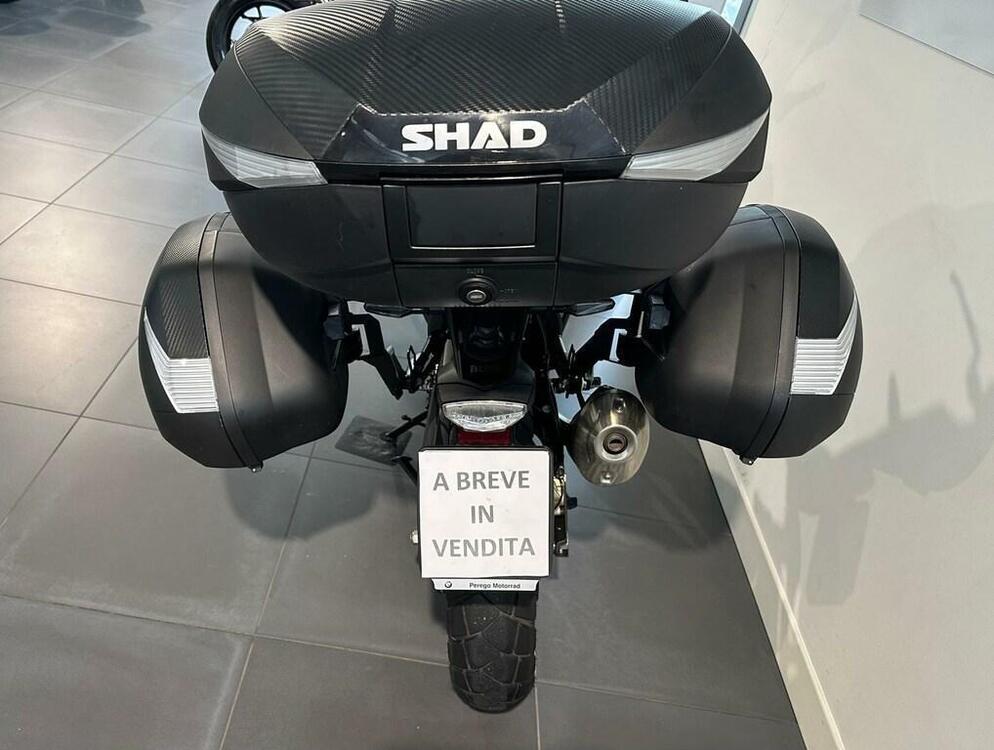 SHAD
A BREVE
IN
VENDITA
Perego Motorrad